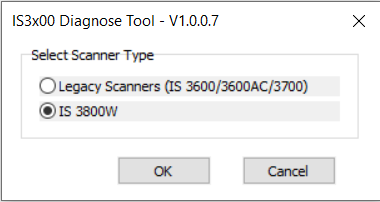 IS3x00 Diagnose Tool - V1.0.0.7
Select Scanner Type
Legacy Scanners (IS 3600/3600AC/3700)
IS 3800W
OK Cancel